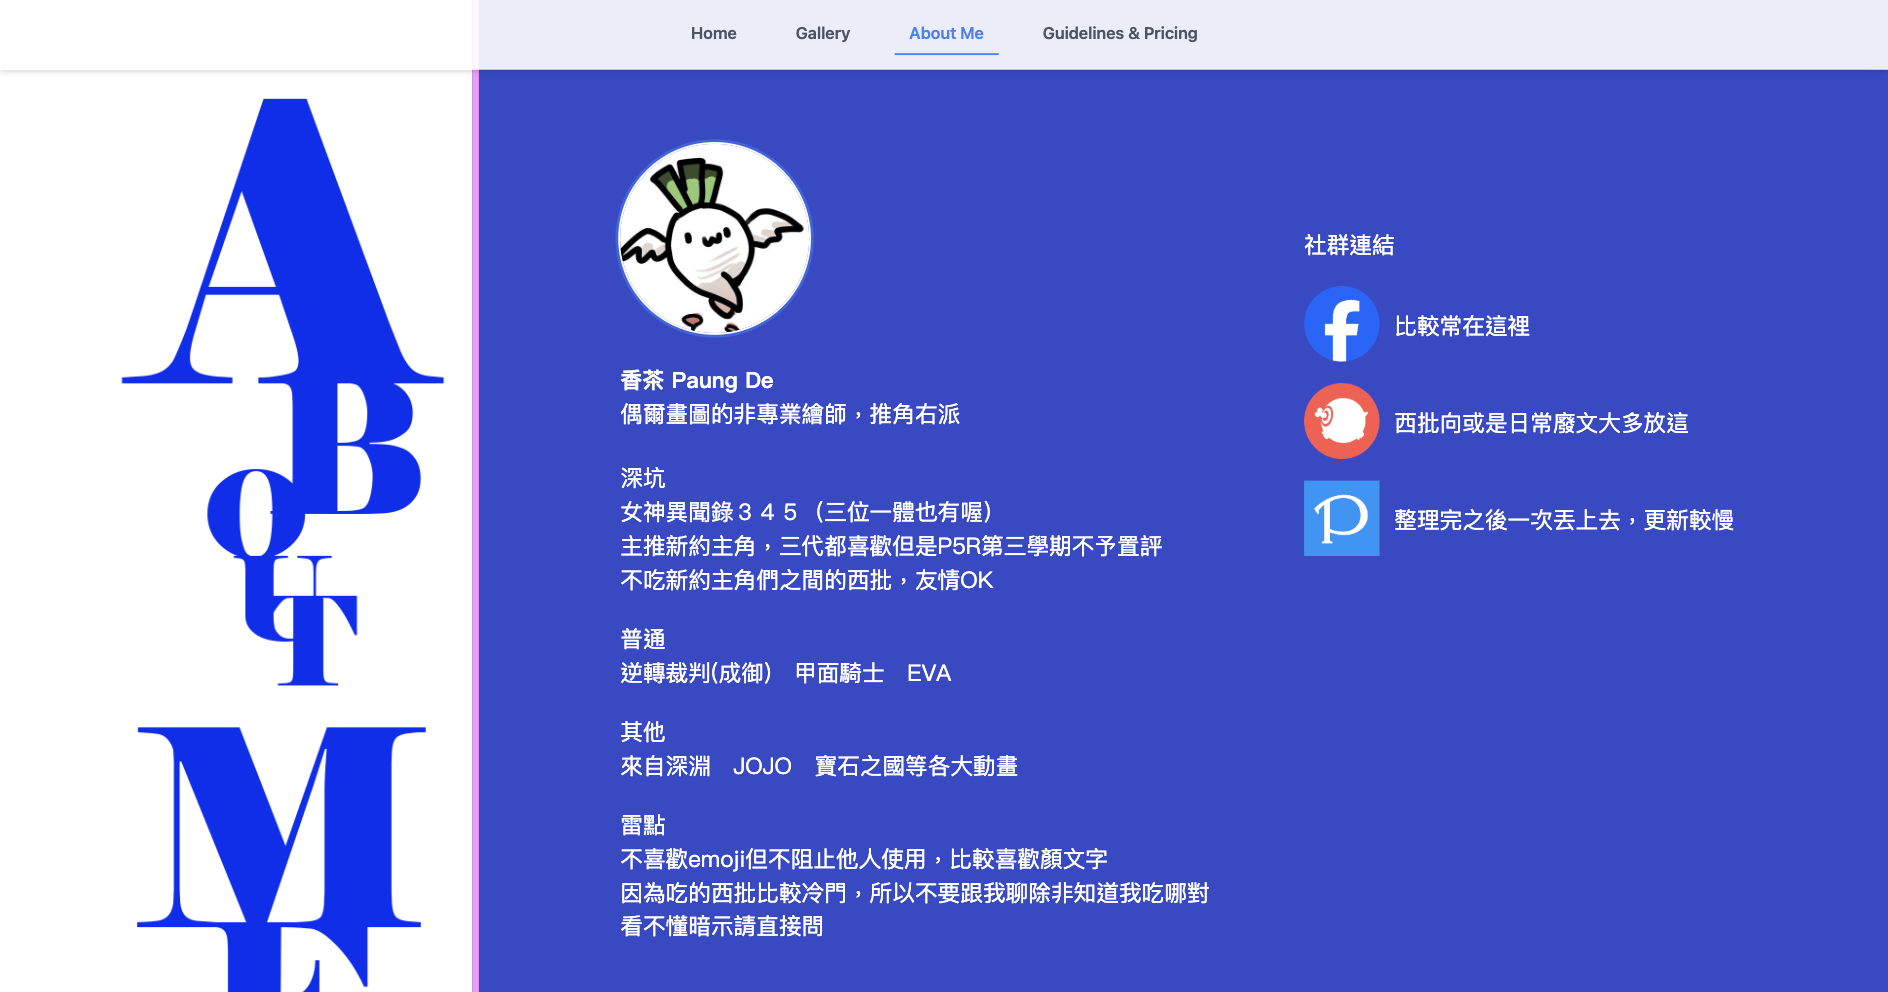 Home
Gallery
About Me
Guidelines & Pricing
ABOUT
ME
香茶 Paung De
偶爾畫圖的非專業繪師，推角右派
深坑
女神異聞錄３４５（三位一體也有喔）
主推新約主角，三代都喜歡但是P5R第三學期不予置評
不吃新約主角們之間的西批，友情OK
普通
逆轉裁判(成御)　甲面騎士　EVA
其他
來自深淵　JOJO　寶石之國等各大動畫
雷點
不喜歡emoji但不阻止他人使用，比較喜歡顏文字
因為吃的西批比較冷門，所以不要跟我聊除非知道我吃哪對
看不懂暗示請直接問
社群連結
比較常在這裡
西批向或是日常廢文大多放這
整理完之後一次丟上去，更新較慢